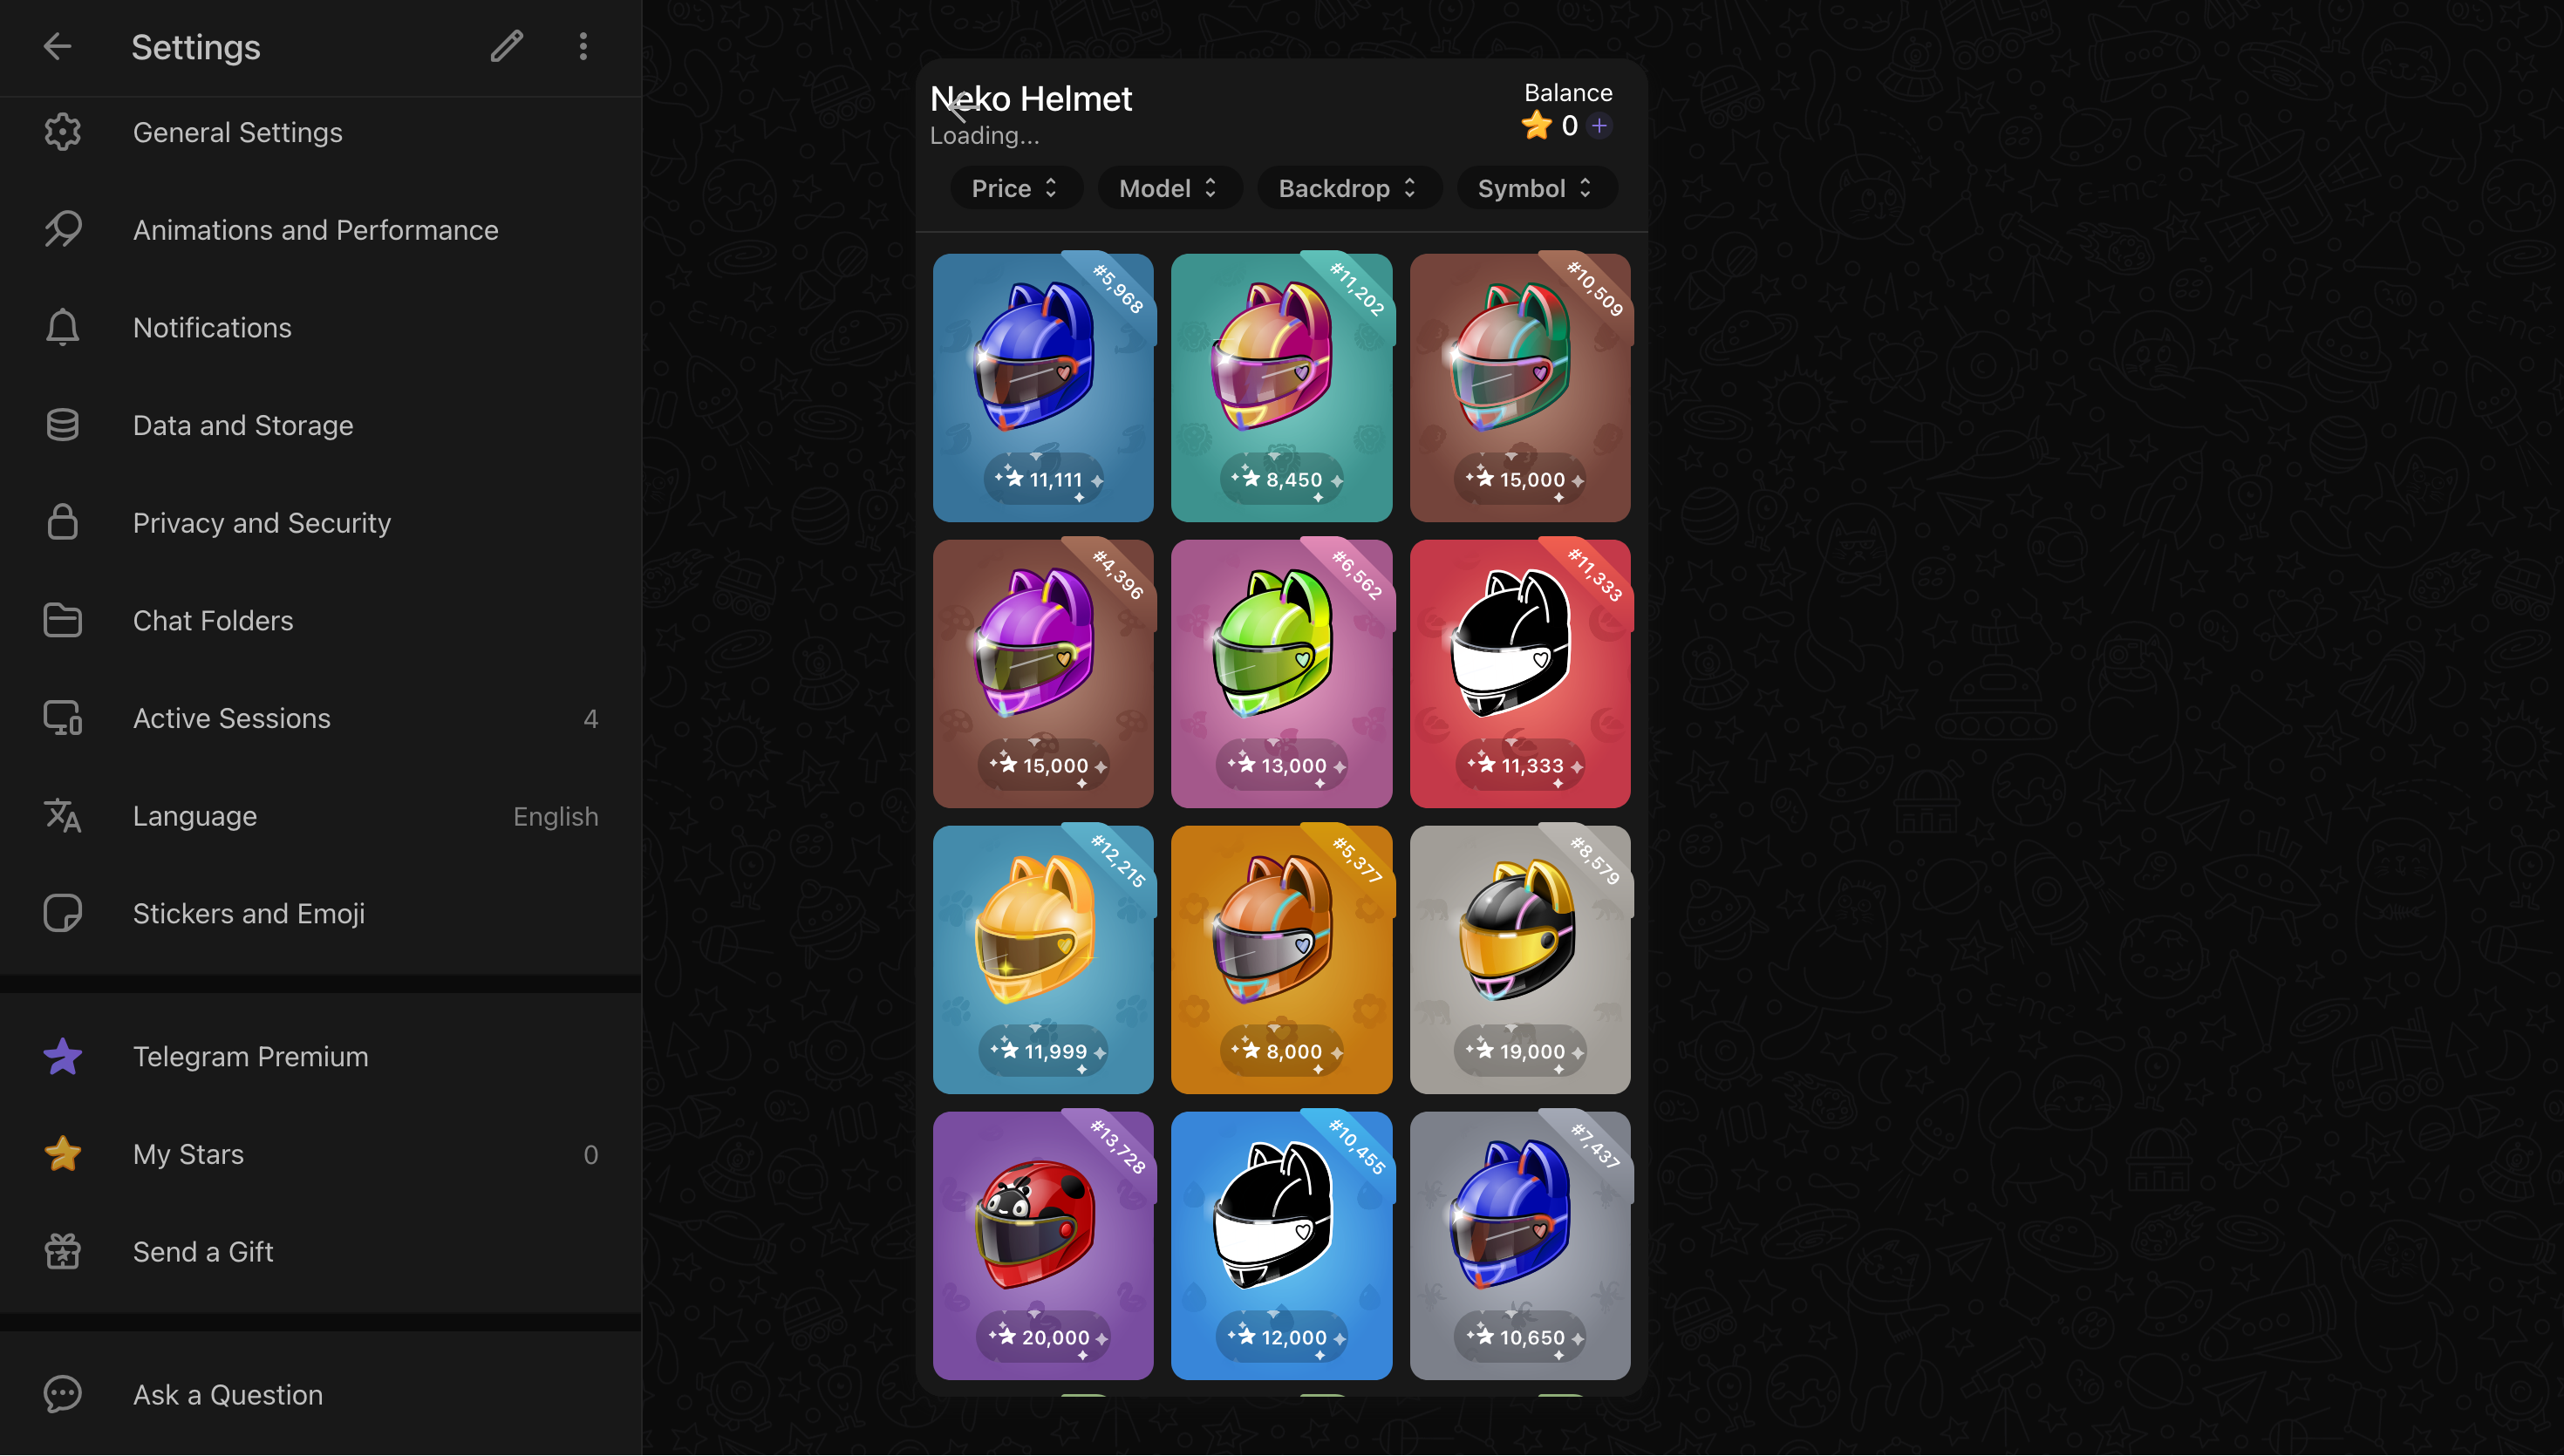 Settings
General Settings
Animations and Performance
Notifications
Data and Storage
Privacy and Security
Chat Folders
Active Sessions 4
Language English
Stickers and Emoji
Telegram Premium
My Stars 0
Send a Gift
Ask a Question
Neko Helmet
Loading...
Balance
0 +
Price Model Backdrop Symbol
#5,968 #11,202 #10,509
11,111 8,450 15,000
#4,396 #6,562 #11,333
15,000 13,000 11,333
#12,215 #5,377 #8,579
11,999 8,000 19,000
#13,728 #10,455 #7,437
20,000 12,000 10,650